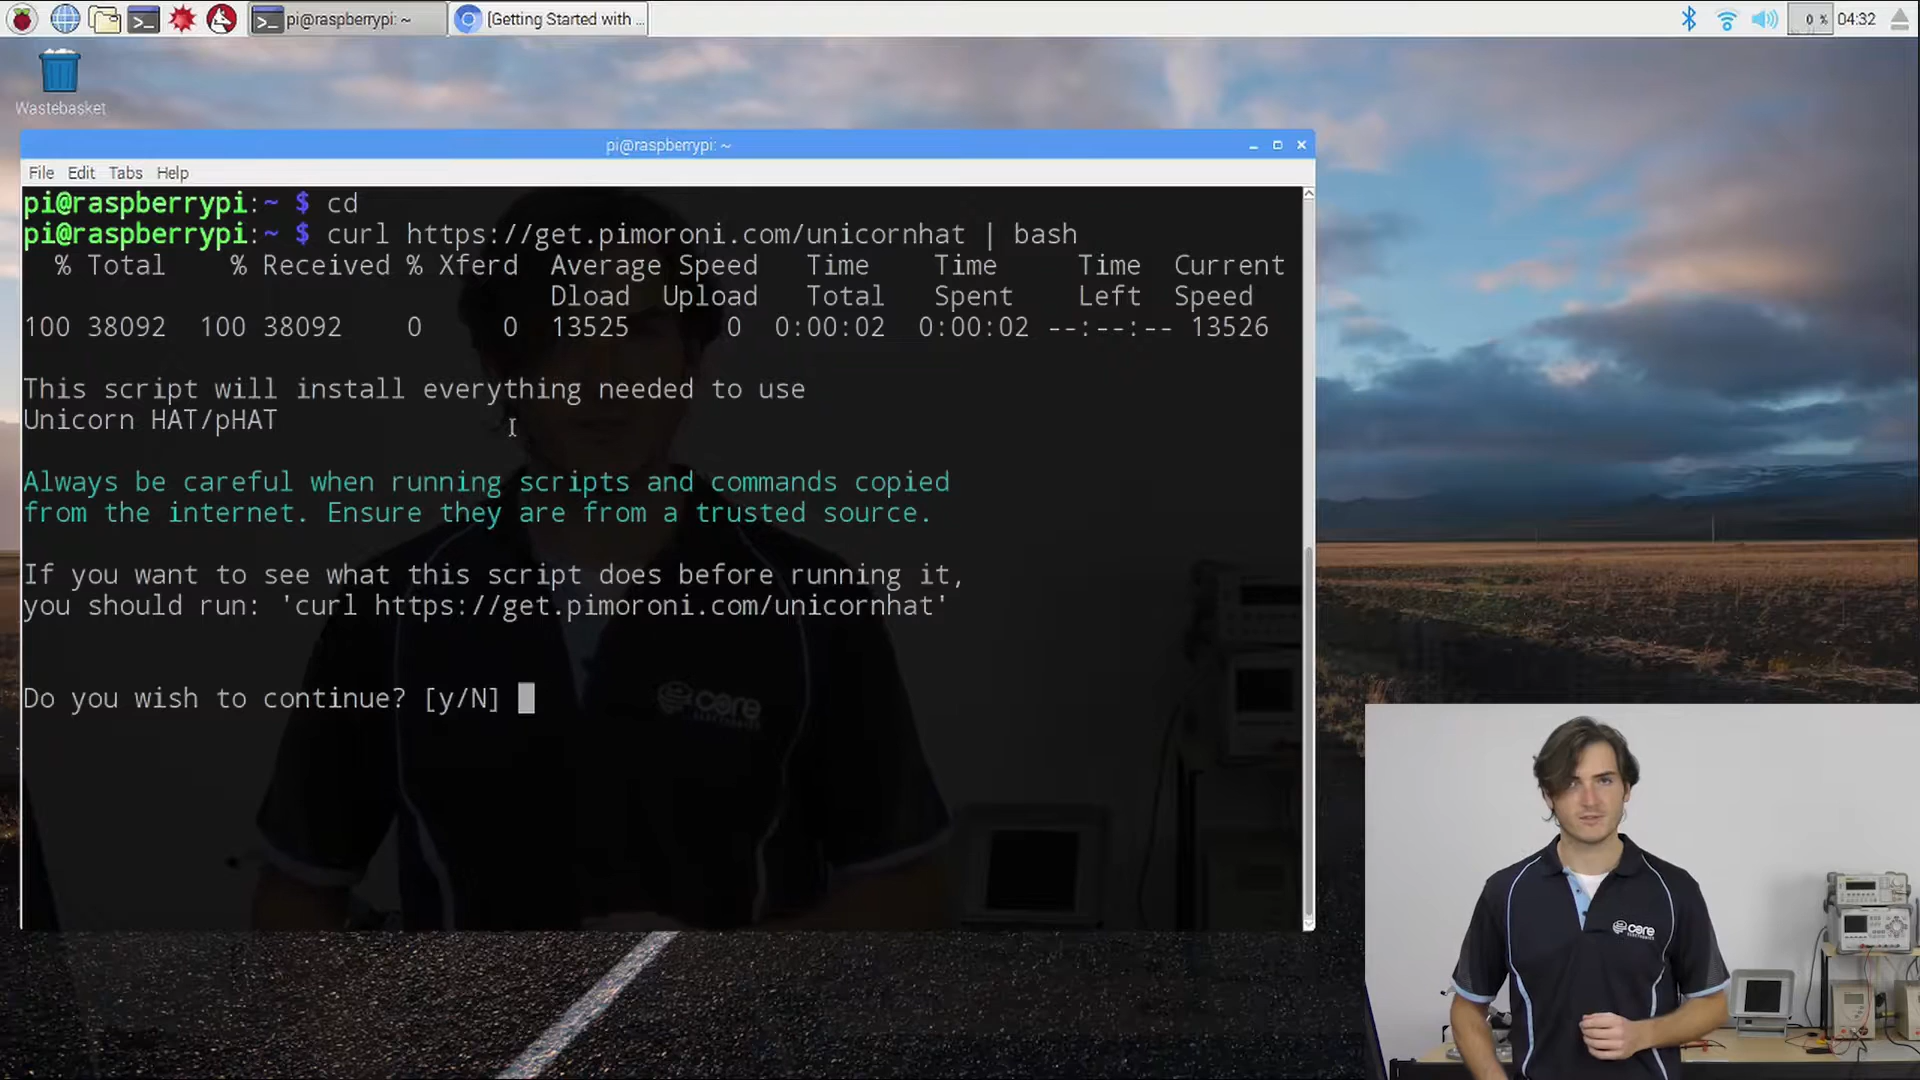 pi@raspberrypi: ~
[Getting Started with ...
0 %
04:32
Wastebasket
pi@raspberrypi: ~
File Edit Tabs Help
pi@raspberrypi:~ $ cd
pi@raspberrypi:~ $ curl https://get.pimoroni.com/unicornhat | bash
% Total % Received % Xferd Average Speed Time Time Time Current
Dload Upload Total Spent Left Speed
100 38092 100 38092 0 0 13525 0 0:00:02 0:00:02 --:--:-- 13526
This script will install everything needed to use
Unicorn HAT/pHAT
Always be careful when running scripts and commands copied
from the internet. Ensure they are from a trusted source.
If you want to see what this script does before running it,
you should run: 'curl https://get.pimoroni.com/unicornhat'
Do you wish to continue? [y/N]
core
core
ELECTRONICS